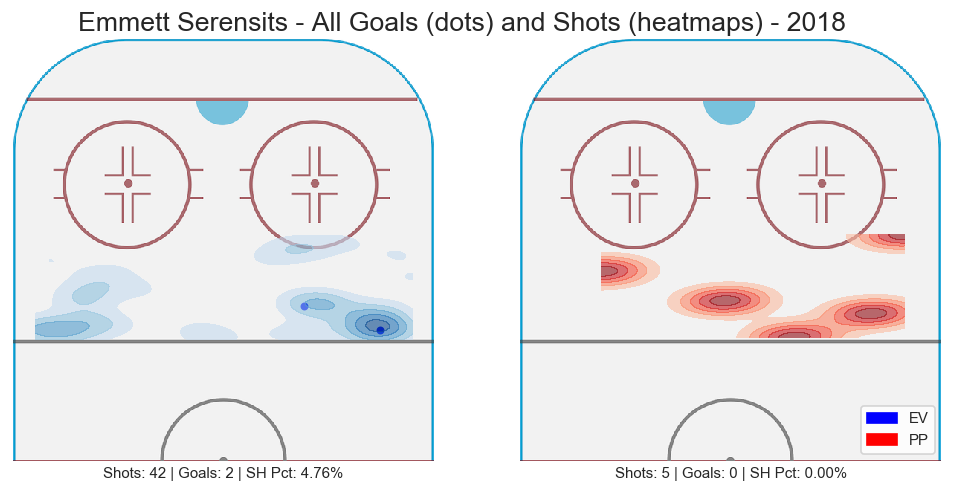 Emmett Serensits - All Goals (dots) and Shots (heatmaps) - 2018
EV
PP
Shots: 42 | Goals: 2 | SH Pct: 4.76%
Shots: 5 | Goals: 0 | SH Pct: 0.00%